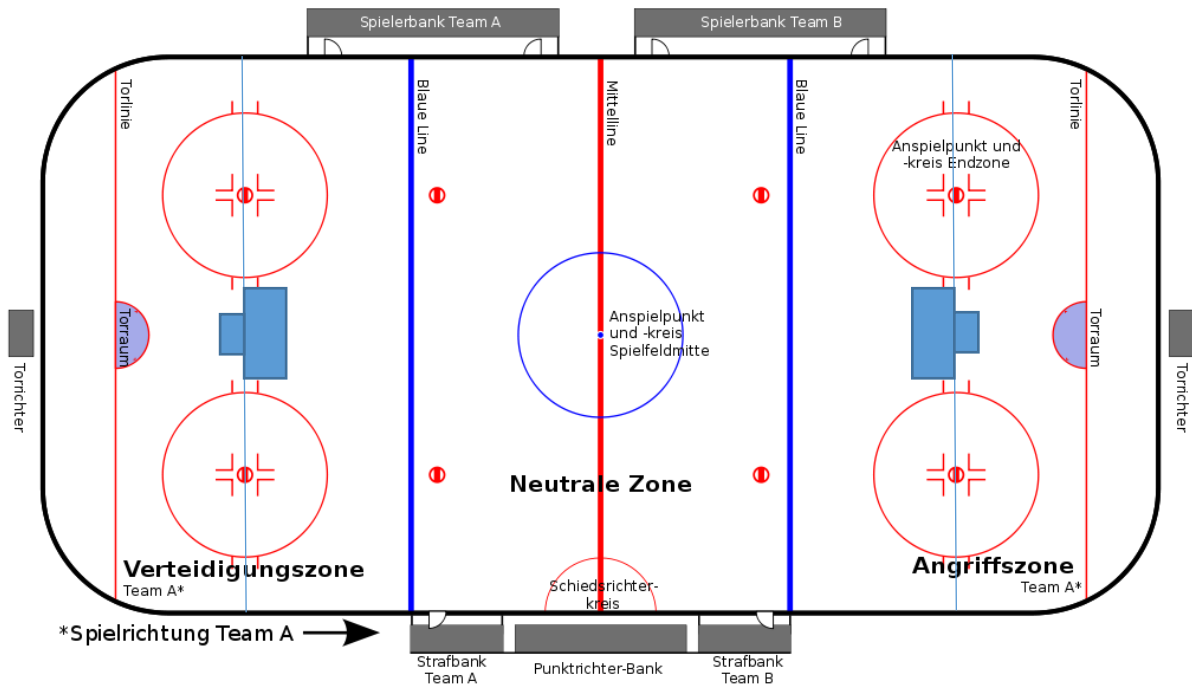 Spielerbank Team A
Spielerbank Team B
Torlinie
Blaue Line
Mittelline
Blaue Line
Torlinie
Anspielpunkt und
-kreis Endzone
Torraum
Anspielpunkt
und -kreis
Spielfeldmitte
Torraum
Torrichter
Torrichter
Neutrale Zone
Verteidigungszone
Team A*
Angriffszone
Team A*
Schiedsrichter-
kreis
*Spielrichtung Team A
Strafbank
Team A
Punktrichter-Bank
Strafbank
Team B